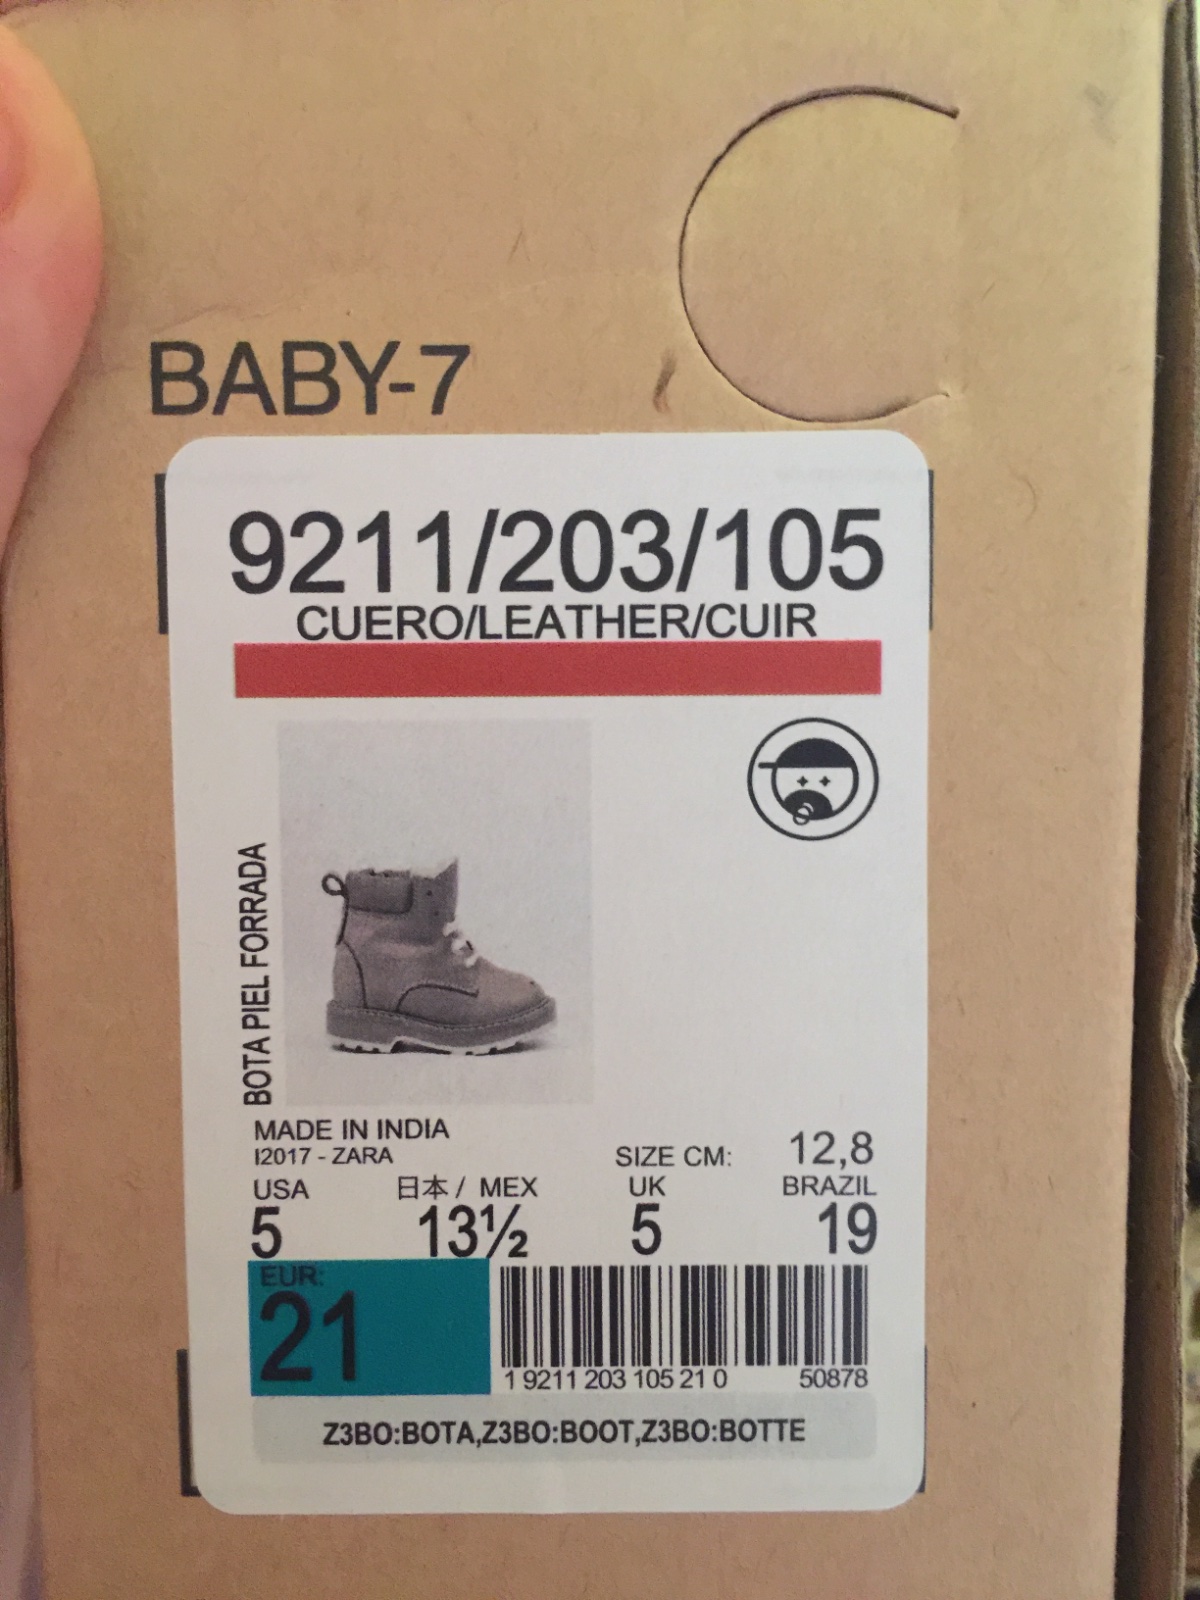 BABY-7
9211/203/105
CUERO/LEATHER/CUIR
BOTA PIEL FORRADA
MADE IN INDIA
I2017 - ZARA
SIZE CM: 12,8
USA 日本 / MEX UK BRAZIL
5 13½ 5 19
EUR:
21
1 9211 203 105 21 0 50878
Z3BO:BOTA,Z3BO:BOOT,Z3BO:BOTTE